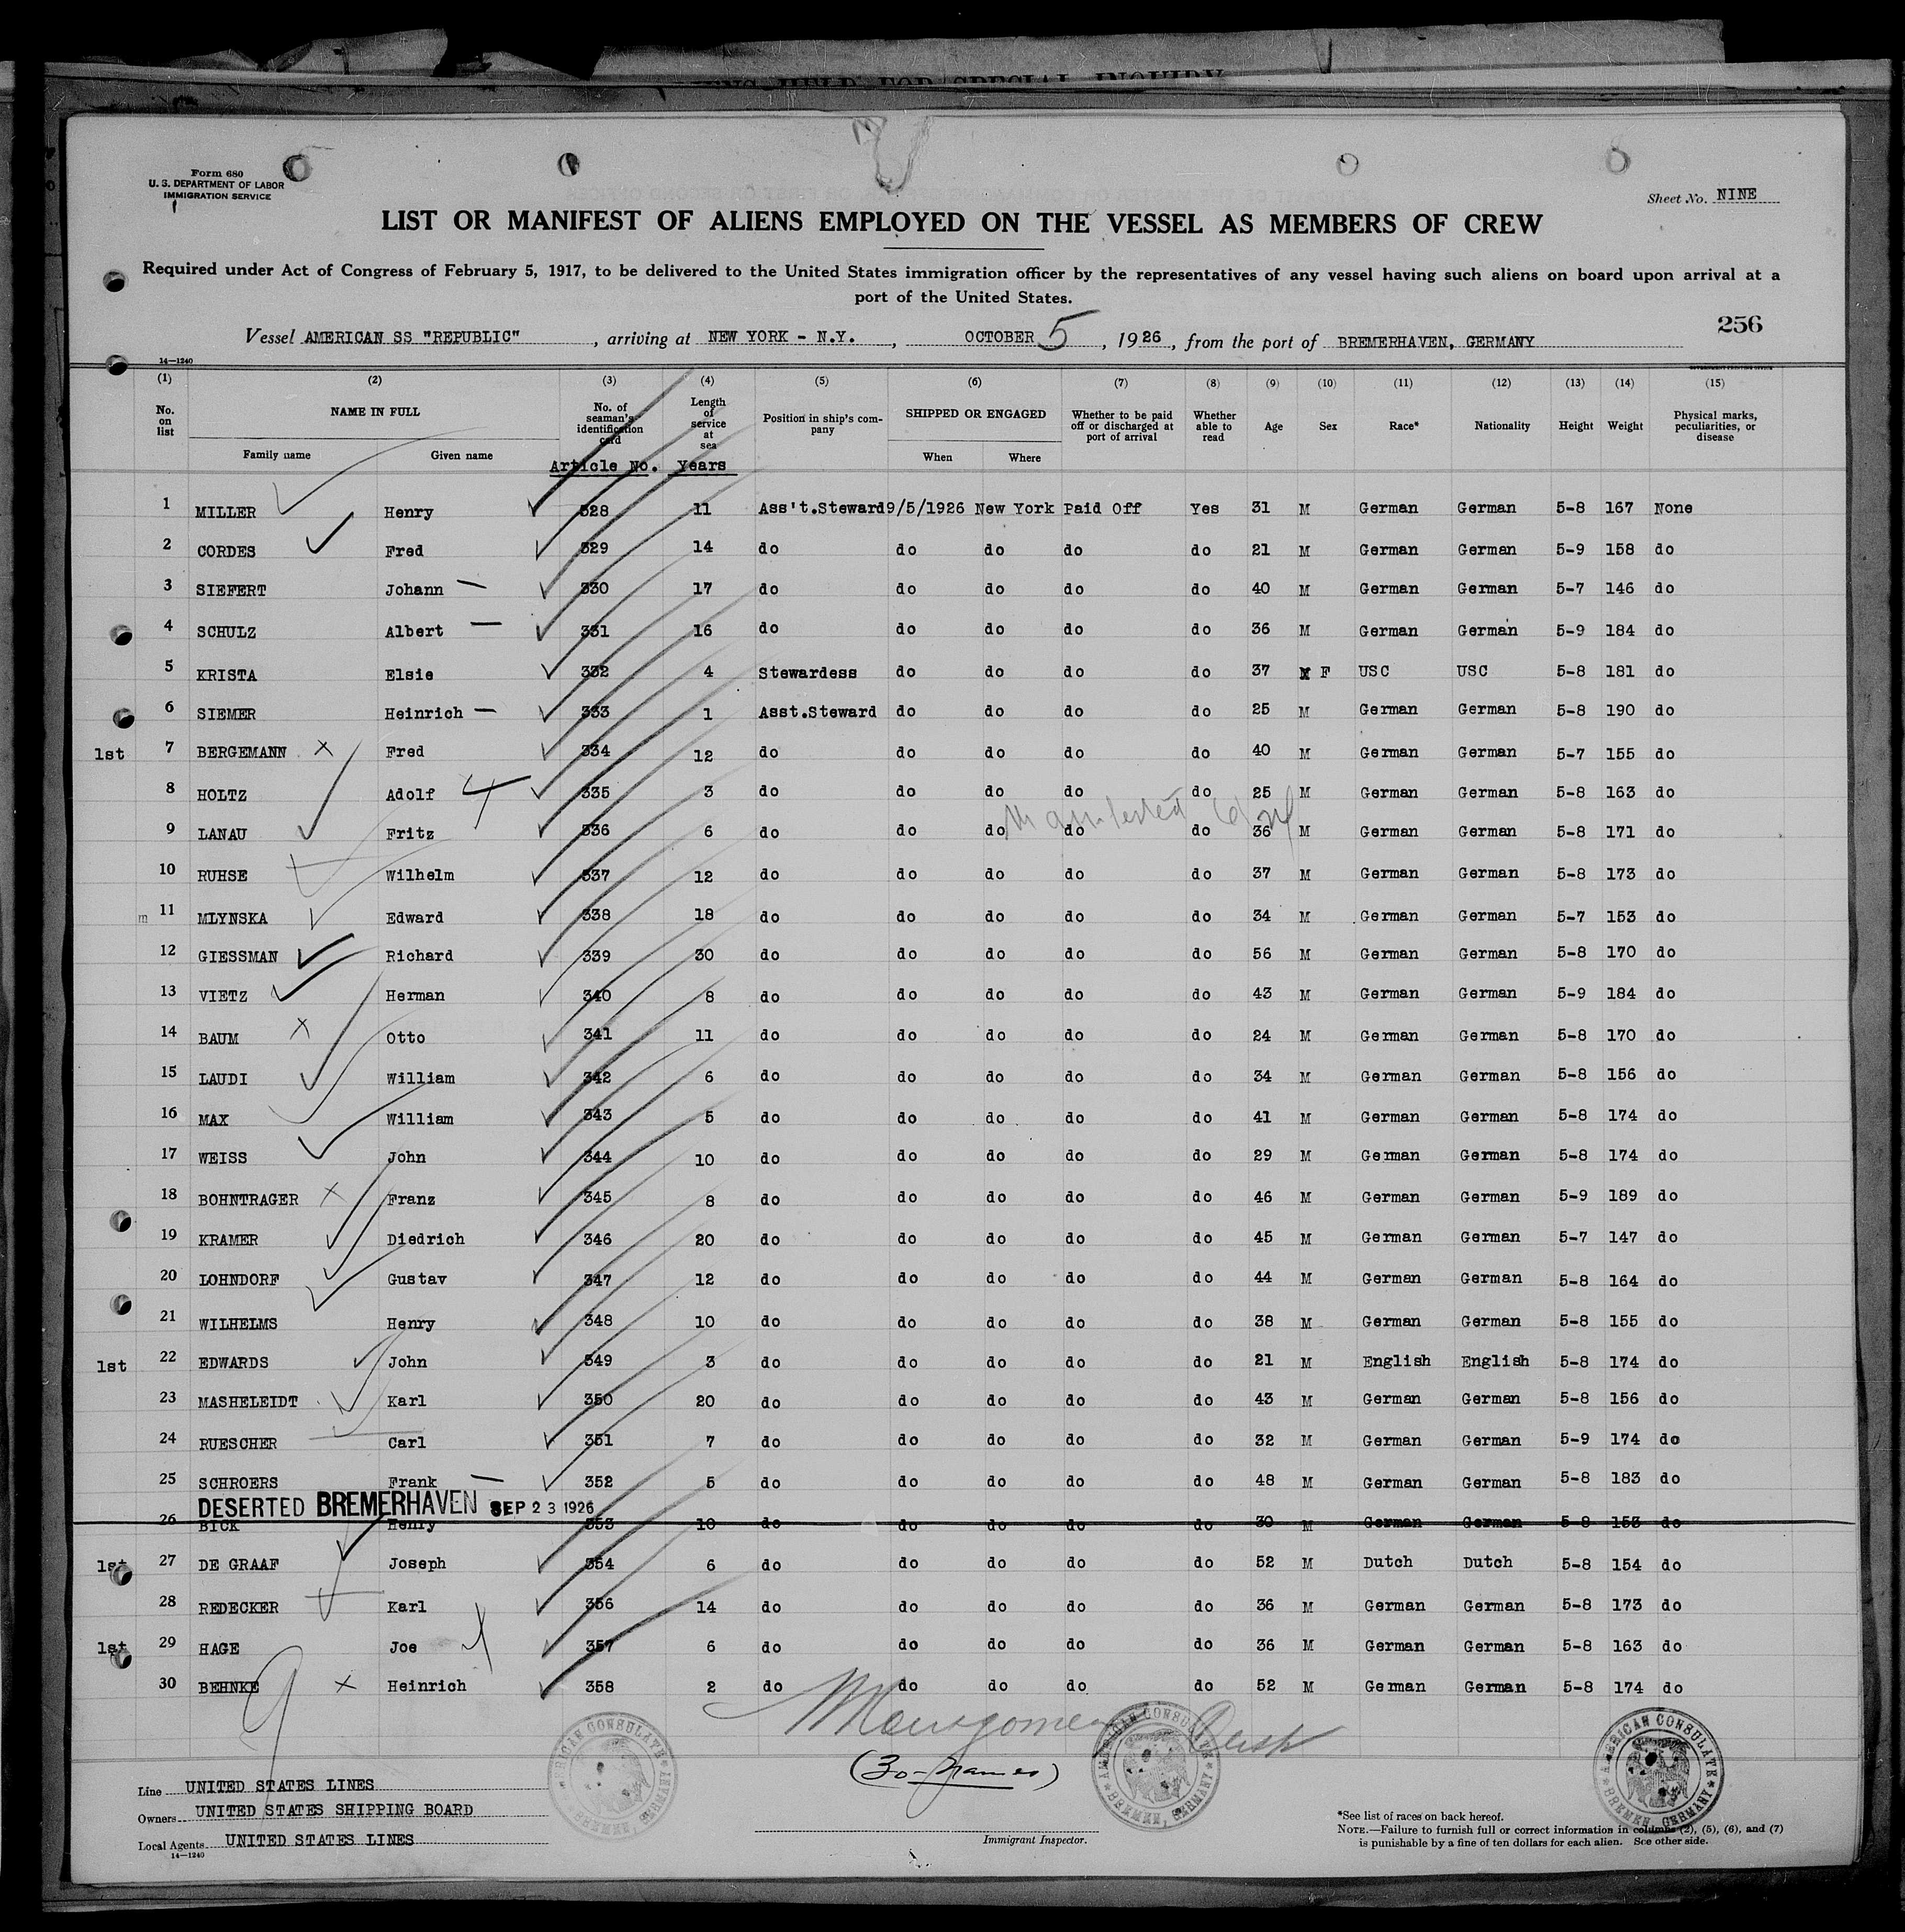 Form 680
U. S. DEPARTMENT OF LABOR
IMMIGRATION SERVICE
Sheet No. NINE
LIST OR MANIFEST OF ALIENS EMPLOYED ON THE VESSEL AS MEMBERS OF CREW
Required under Act of Congress of February 5, 1917, to be delivered to the United States immigration officer by the representatives of any vessel having such aliens on board upon arrival at a
port of the United States.
256
Vessel AMERICAN SS "REPUBLIC", arriving at NEW YORK - N.Y., OCTOBER 5, 1926, from the port of BREMERHAVEN, GERMANY
14—1240
(1) (2) (3) (4) (5) (6) (7) (8) (9) (10) (11) (12) (13) (14) (15)
No. on list NAME IN FULL Family name Given name No. of seaman's identification card Article No. Length of service at sea Years Position in ship's company SHIPPED OR ENGAGED When Where Whether to be paid off or discharged at port of arrival Whether able to read Age Sex Race* Nationality Height Weight Physical marks, peculiarities, or disease
1 MILLER Henry 328 11 Ass't.Steward 9/5/1926 New York Paid Off Yes 31 M German German 5-8 167 None
2 CORDES Fred 329 14 do do do do do 21 M German German 5-9 158 do
3 SIEFERT Johann 330 17 do do do do do 40 M German German 5-7 146 do
4 SCHULZ Albert 331 16 do do do do do 36 M German German 5-9 184 do
5 KRISTA Elsie 332 4 Stewardess do do do do 37 F USC USC 5-8 181 do
6 SIEMER Heinrich 333 1 Asst.Steward do do do do 25 M German German 5-8 190 do
1st 7 BERGEMANN Fred 334 12 do do do do do 40 M German German 5-7 155 do
8 HOLTZ Adolf 335 3 do do do do do 25 M German German 5-8 163 do
9 LANAU Fritz 336 6 do do do do do 36 M German German 5-8 171 do
10 RUHSE Wilhelm 337 12 do do do do do 37 M German German 5-8 173 do
m 11 MLYNSKA Edward 338 18 do do do do do 34 M German German 5-7 153 do
12 GIESSMAN Richard 339 30 do do do do do 56 M German German 5-8 170 do
13 VIETZ Herman 340 8 do do do do do 43 M German German 5-9 184 do
14 BAUM Otto 341 11 do do do do do 24 M German German 5-8 170 do
15 LAUDI William 342 6 do do do do do 34 M German German 5-8 156 do
16 MAX William 343 5 do do do do do 41 M German German 5-8 174 do
17 WEISS John 344 10 do do do do do 29 M German German 5-8 174 do
18 BOHNTRAGER Franz 345 8 do do do do do 46 M German German 5-9 189 do
19 KRAMER Diedrich 346 20 do do do do do 45 M German German 5-7 147 do
20 LOHNDORF Gustav 347 12 do do do do do 44 M German German 5-8 164 do
21 WILHELMS Henry 348 10 do do do do do 38 M German German 5-8 155 do
1st 22 EDWARDS John 349 3 do do do do do 21 M English English 5-8 174 do
23 MASHELEIDT Karl 350 20 do do do do do 43 M German German 5-8 156 do
24 RUESCHER Carl 351 7 do do do do do 32 M German German 5-9 174 do
25 SCHROERS Frank 352 5 do do do do do 48 M German German 5-8 183 do
DESERTED BREMERHAVEN SEP 23 1926
26 BICK Henry 353 10 do do do do do 30 M German German 5-8 153 do
1st 27 DE GRAAF Joseph 354 6 do do do do do 52 M Dutch Dutch 5-8 154 do
28 REDECKER Karl 356 14 do do do do do 36 M German German 5-8 173 do
1st 29 HAGE Joe 357 6 do do do do do 36 M German German 5-8 163 do
30 BEHNKE Heinrich 358 2 do do do do do 52 M German German 5-8 174 do
9
(30-names)
AMERICAN CONSULATE BREMEN, GERMANY
AMERICAN CONSULATE BREMEN, GERMANY
AMERICAN CONSULATE BREMEN, GERMANY
Line UNITED STATES LINES
Owners UNITED STATES SHIPPING BOARD
Local Agents UNITED STATES LINES
14—1240
Immigrant Inspector.
*See list of races on back hereof.
NOTE.—Failure to furnish full or correct information in columns (2), (5), (6), and (7)
is punishable by a fine of ten dollars for each alien. See other side.